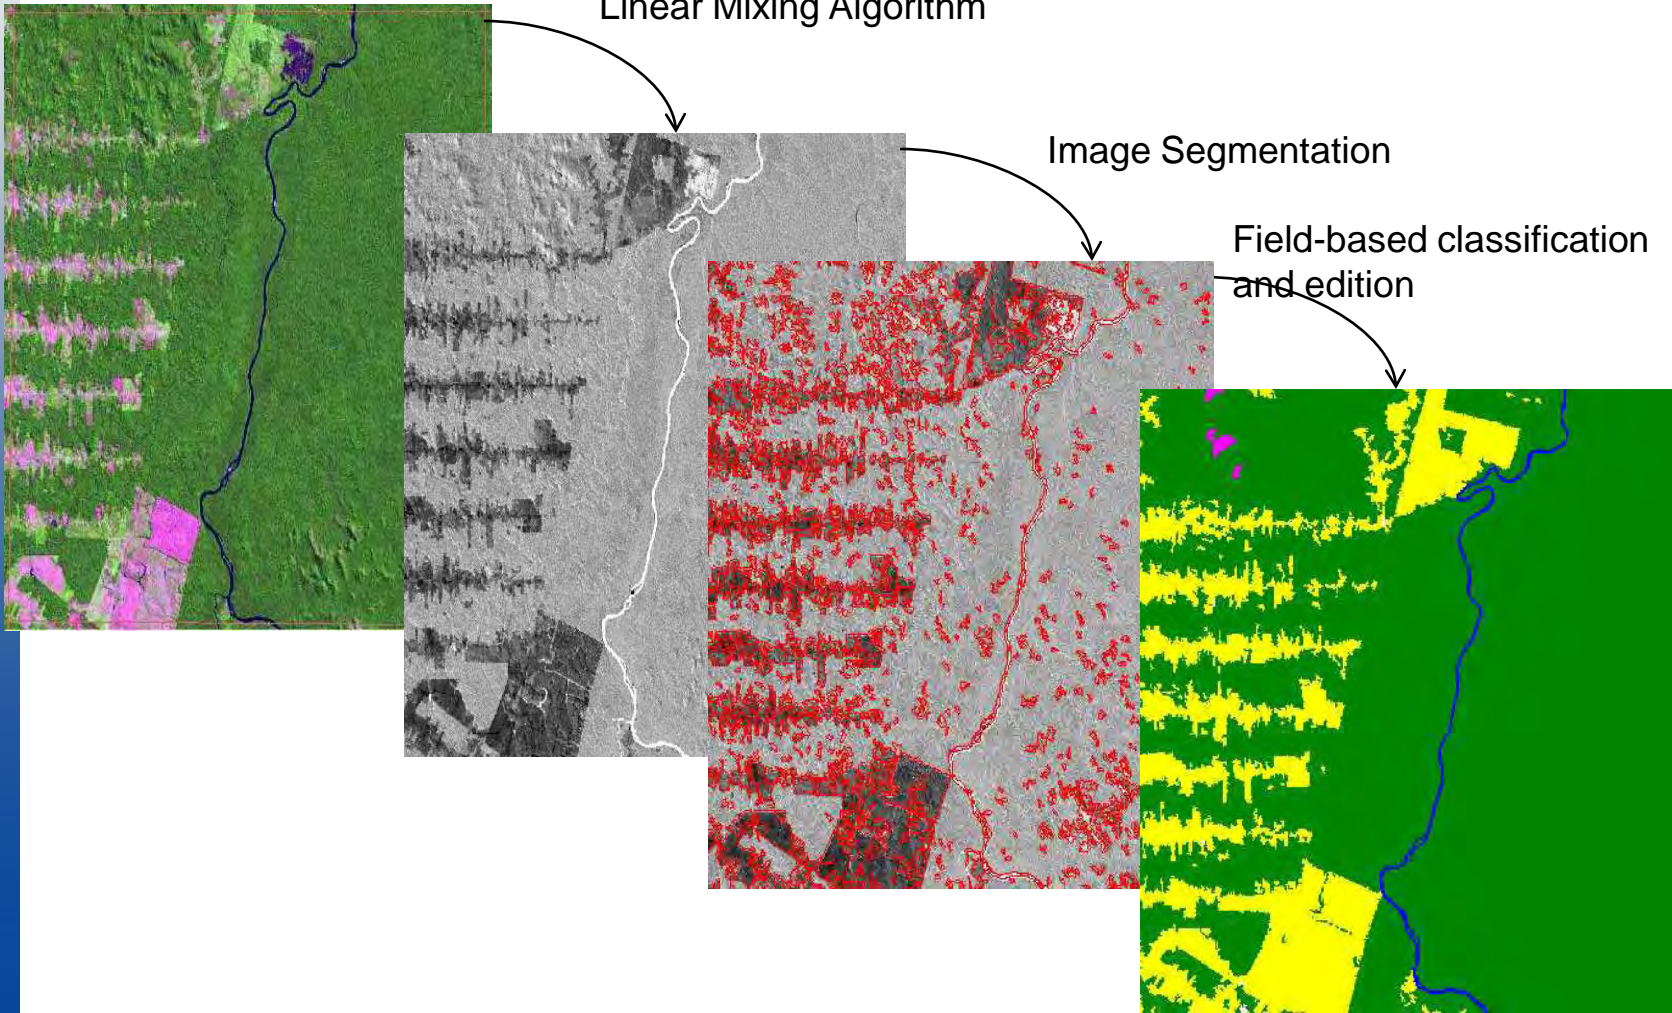 Linear Mixing Algorithm
Image Segmentation
Field-based classification
and edition